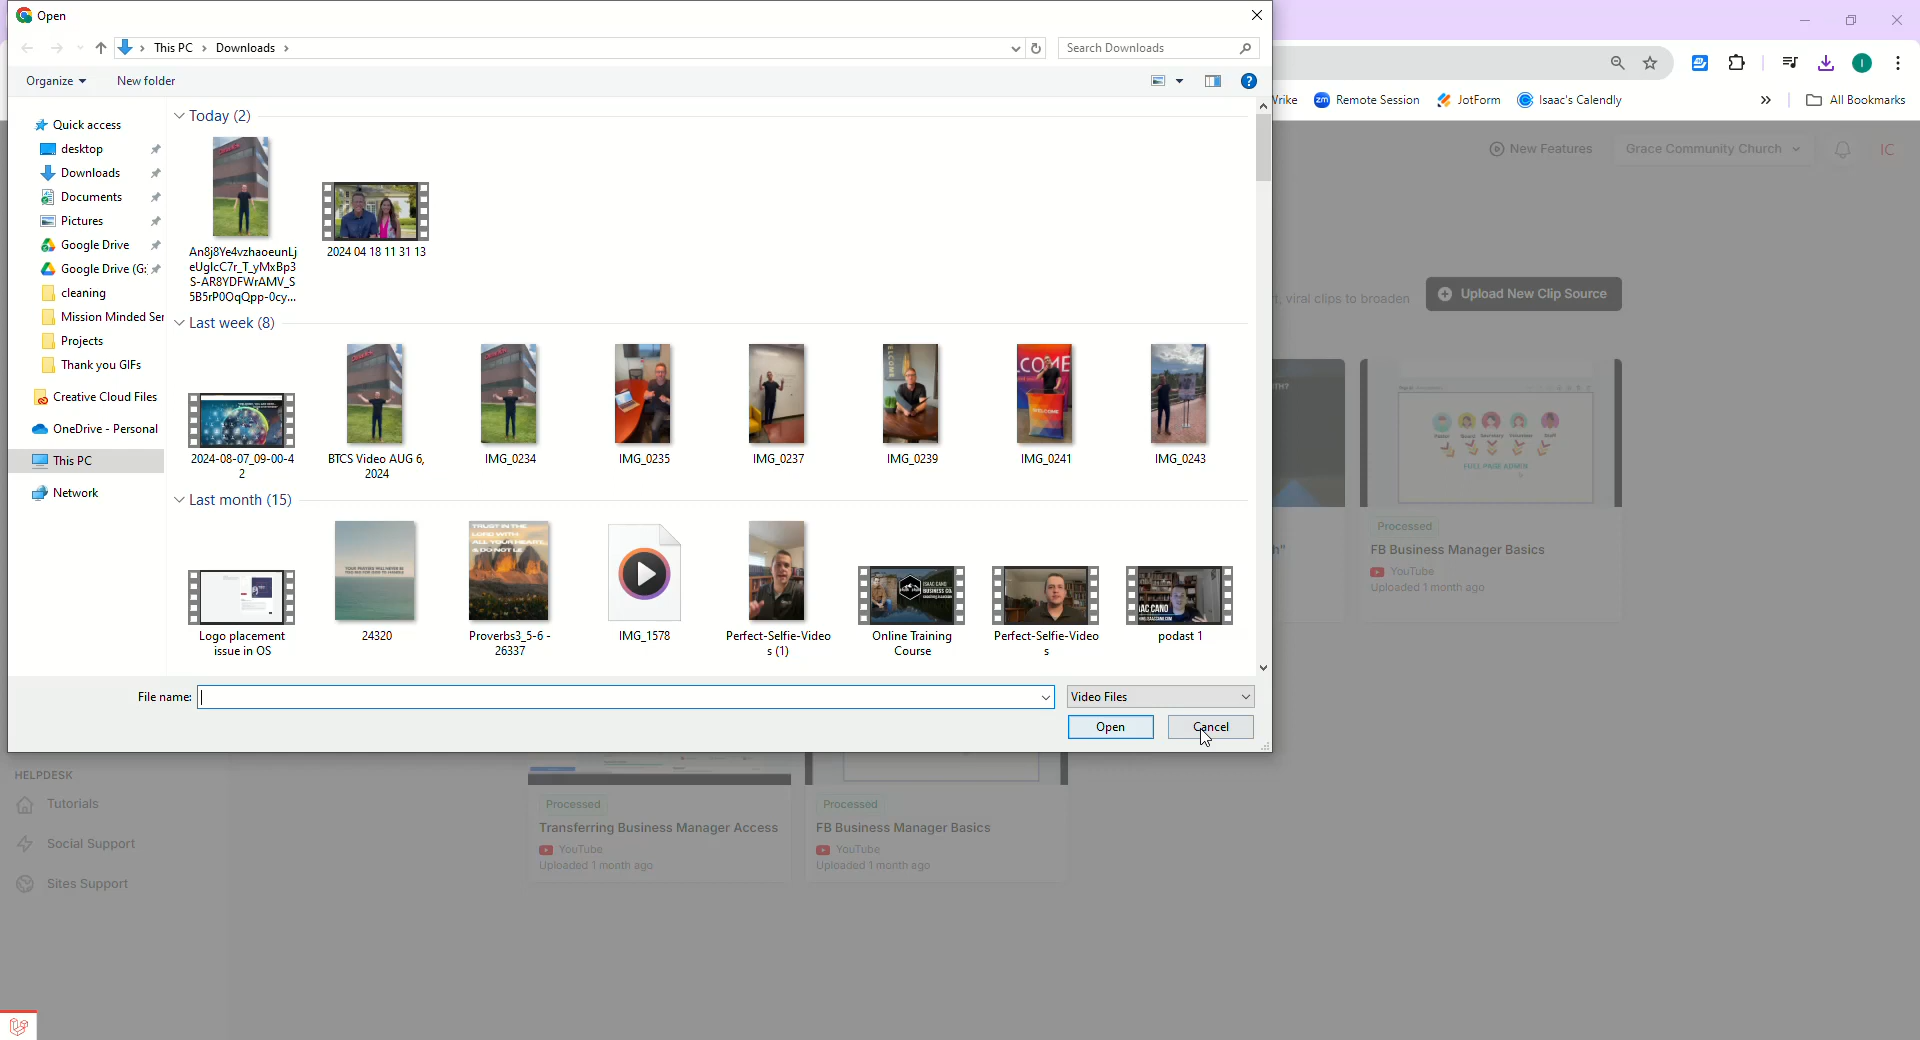 Open
This PC
Downloads
Search Downloads
Organize
New folder
Quick access
desktop
Downloads
Documents
Pictures
Google Drive
Google Drive (G:
cleaning
Mission Minded Ser
Projects
Thank you GIFs
Creative Cloud Files
OneDrive - Personal
This PC
Network
Today (2)
2024 04 18 11 31 13
Last week (8)
2024-08-07_09-00-4
2
BTCS Video AUG 6,
2024
IMG_0234
IMG_0235
IMG_0237
IMG_0239
IMG_0241
IMG_0243
Last month (15)
Logo placement
issue in OS
24320
Proverbs3_5-6 -
26337
IMG_1578
Perfect-Selfie-Video
s (1)
Online Training
Course
Perfect-Selfie-Video
s
podast 1
File name:
Video Files
Open
Cancel
Remote Session
JotForm
Isaac's Calendly
»
All Bookmarks
New Features
Grace Community Church
IC
t, viral clips to broaden
Upload New Clip Source
FULL PAGE ADMIN
Processed
FB Business Manager Basics
YouTube
Uploaded 1 month ago
HELPDESK
Tutorials
Social Support
Sites Support
Processed
Transferring Business Manager Access
YouTube
Uploaded 1 month ago
Processed
FB Business Manager Basics
YouTube
Uploaded 1 month ago